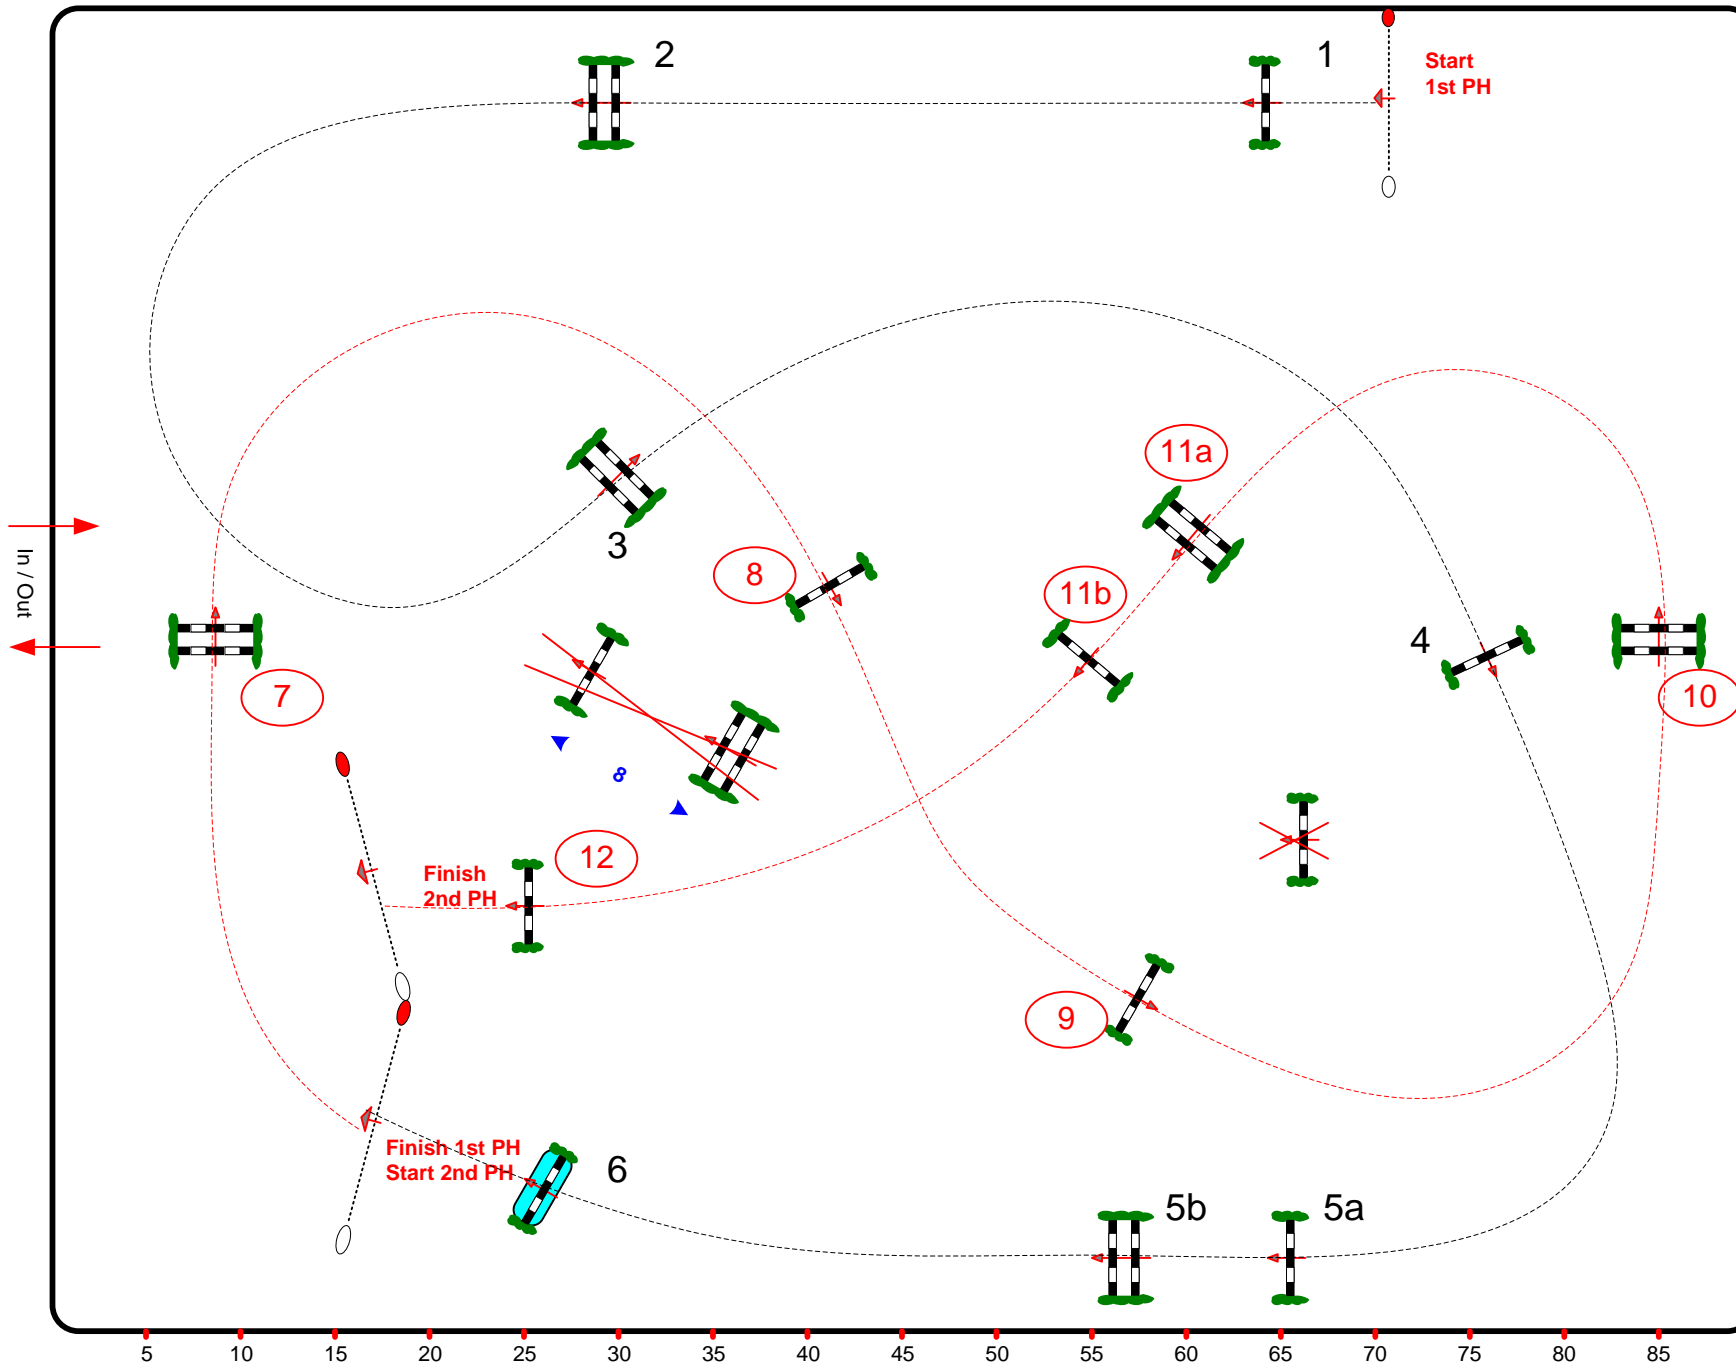 2
1
Start
1st PH
3
11a
8
11b
4
In / Out
7
10
8
12
Finish
2nd PH
9
Finish 1st PH
Start 2nd PH
6
5b
5a
5 10 15 20 25 30 35 40 45 50 55 60 65 70 75 80 85